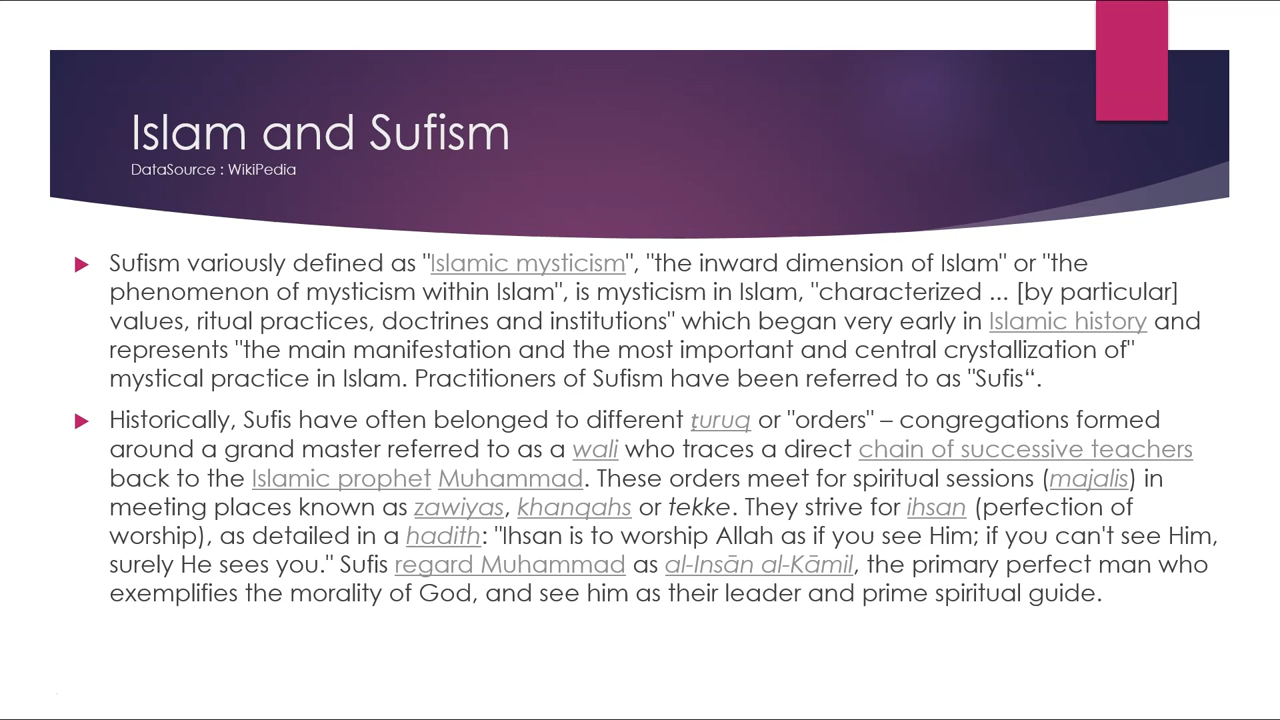 Islam and Sufism
DataSource : WikiPedia
Sufism variously defined as "Islamic mysticism", "the inward dimension of Islam" or "the
phenomenon of mysticism within Islam", is mysticism in Islam, "characterized ... [by particular]
values, ritual practices, doctrines and institutions" which began very early in Islamic history and
represents "the main manifestation and the most important and central crystallization of"
mystical practice in Islam. Practitioners of Sufism have been referred to as "Sufis“.
Historically, Sufis have often belonged to different ṭuruq or "orders" – congregations formed
around a grand master referred to as a wali who traces a direct chain of successive teachers
back to the Islamic prophet Muhammad. These orders meet for spiritual sessions (majalis) in
meeting places known as zawiyas, khanqahs or tekke. They strive for ihsan (perfection of
worship), as detailed in a hadith: "Ihsan is to worship Allah as if you see Him; if you can't see Him,
surely He sees you." Sufis regard Muhammad as al-Insān al-Kāmil, the primary perfect man who
exemplifies the morality of God, and see him as their leader and prime spiritual guide.